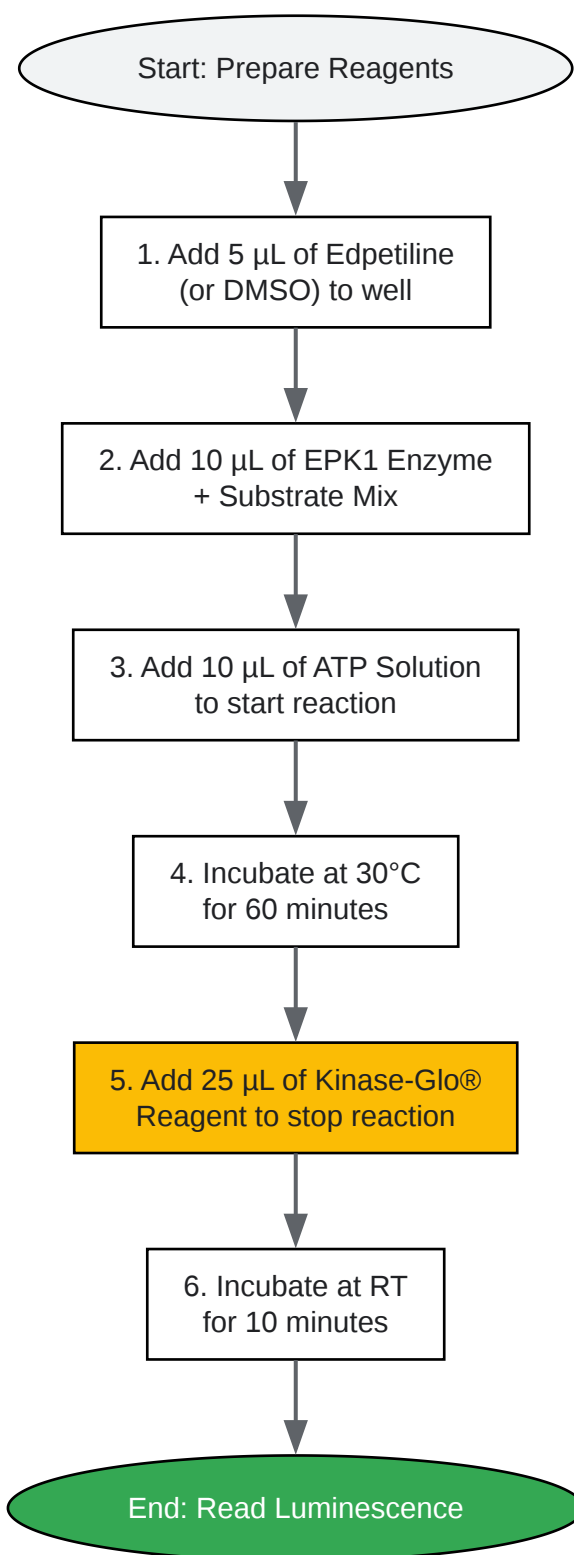 Start: Prepare Reagents
1. Add 5 µL of Edpetiline
(or DMSO) to well
2. Add 10 µL of EPK1 Enzyme
+ Substrate Mix
3. Add 10 µL of ATP Solution
to start reaction
4. Incubate at 30°C
for 60 minutes
5. Add 25 µL of Kinase-Glo®
Reagent to stop reaction
6. Incubate at RT
for 10 minutes
End: Read Luminescence